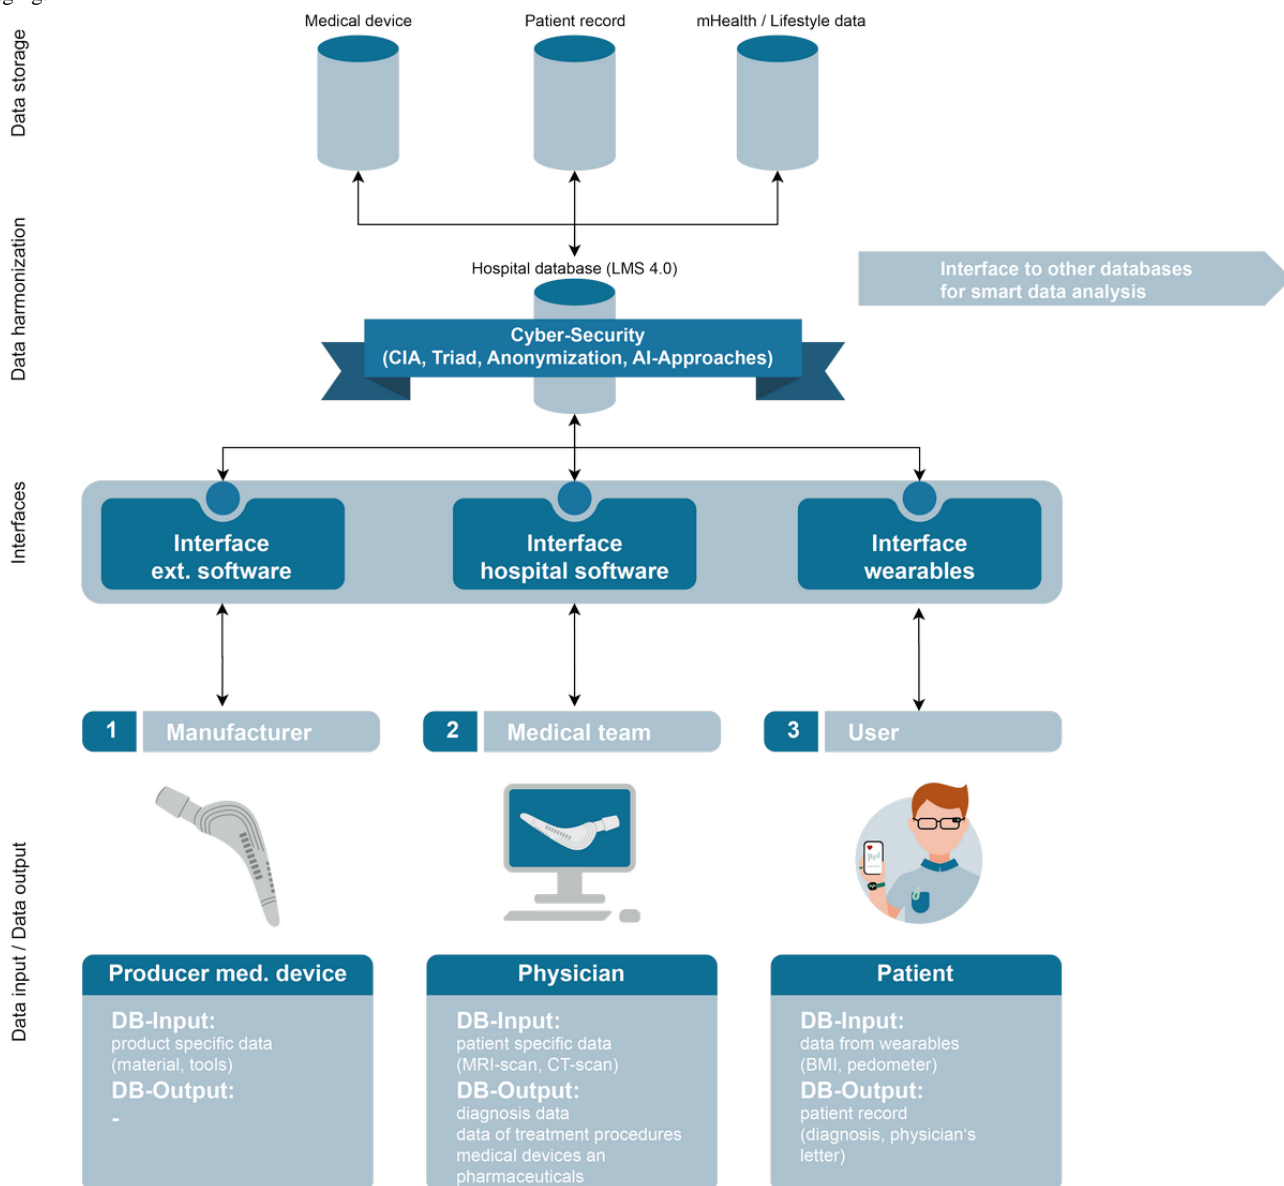 Medical device
Patient record
mHealth / Lifestyle data
Data storage
Data harmonization
Hospital database (LMS 4.0)
Interface to other databases
for smart data analysis
Cyber-Security
(CIA, Triad, Anonymization, AI-Approaches)
Interfaces
Interface
ext. software
Interface
hospital software
Interface
wearables
1
Manufacturer
2
Medical team
3
User
Data input / Data output
Producer med. device
DB-Input:
product specific data
(material, tools)
DB-Output:
-
Physician
DB-Input:
patient specific data
(MRI-scan, CT-scan)
DB-Output:
diagnosis data
data of treatment procedures
medical devices an
pharmaceuticals
Patient
DB-Input:
data from wearables
(BMI, pedometer)
DB-Output:
patient record
(diagnosis, physician‘s
letter)